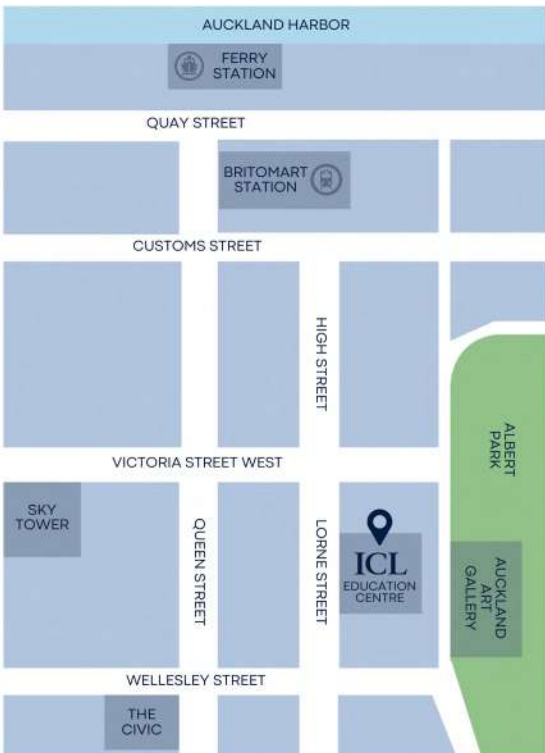 AUCKLAND HARBOR
FERRY
STATION
QUAY STREET
BRITOMART
STATION
CUSTOMS STREET
HIGH STREET
ALBERT
PARK
VICTORIA STREET WEST
SKY
TOWER
QUEEN STREET
LORNE STREET
ICL
EDUCATION
CENTRE
AUCKLAND
ART
GALLERY
WELLESLEY STREET
THE
CIVIC